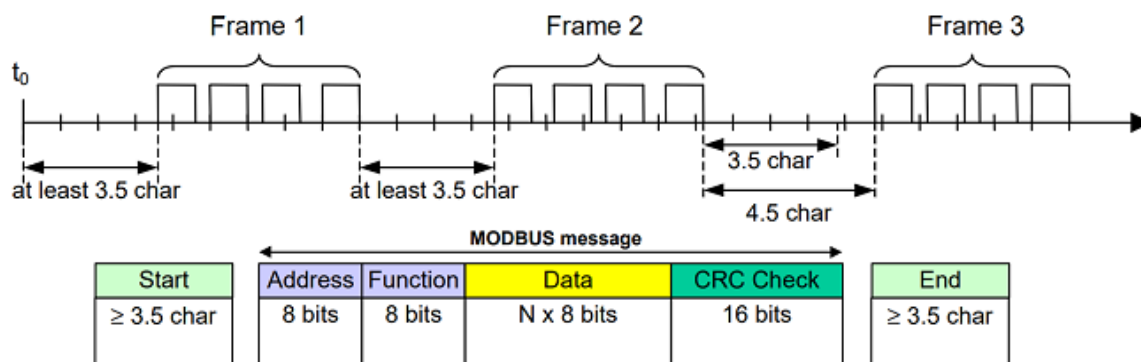 Frame 1 Frame 2 Frame 3
t0
3.5 char
at least 3.5 char at least 3.5 char
4.5 char
MODBUS message
Start Address Function Data CRC Check End
≥ 3.5 char 8 bits 8 bits N x 8 bits 16 bits ≥ 3.5 char